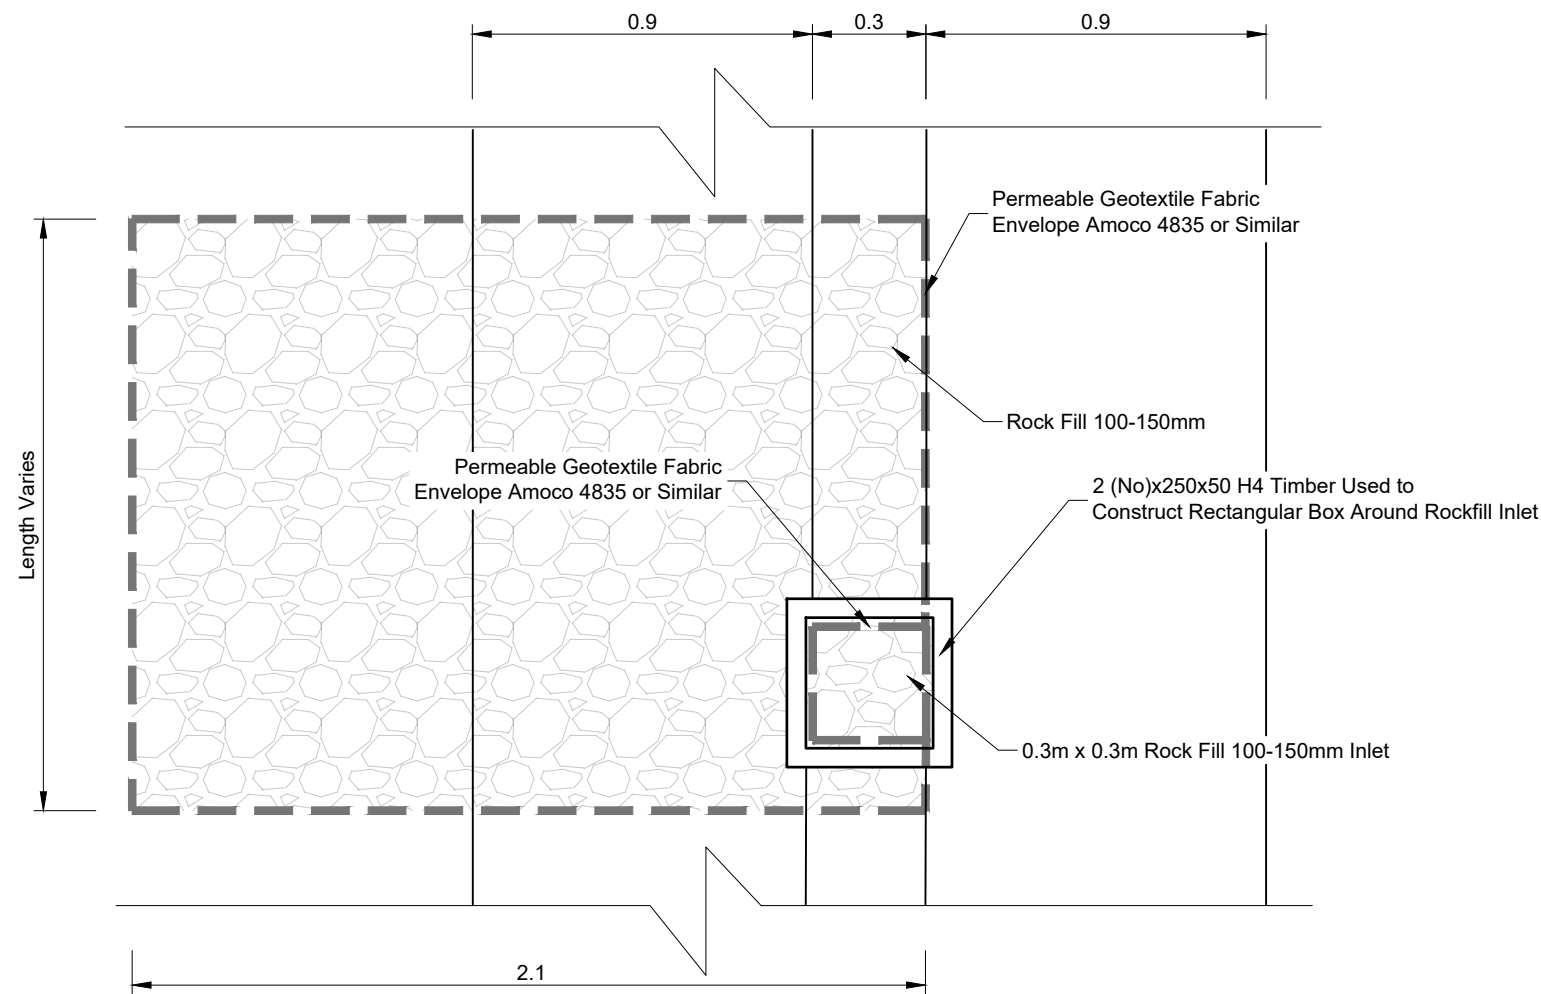 0.9
0.3
0.9
Permeable Geotextile Fabric
Envelope Amoco 4835 or Similar
Rock Fill 100-150mm
Permeable Geotextile Fabric
Envelope Amoco 4835 or Similar
2 (No)x250x50 H4 Timber Used to
Construct Rectangular Box Around Rockfill Inlet
Length Varies
0.3m x 0.3m Rock Fill 100-150mm Inlet
2.1